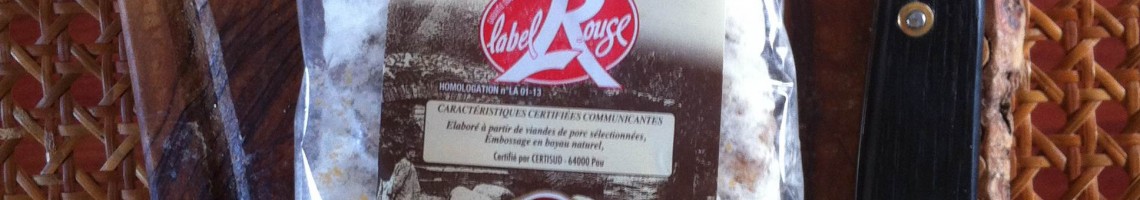 Label Rouge
HOMOLOGATION n°LA 01-13
CARACTÉRISTIQUES CERTIFIÉES COMMUNICANTES
Elaboré à partir de viandes de porc sélectionnées,
Embossage en boyau naturel,
Certifié par CERTISUD - 64000 Pau